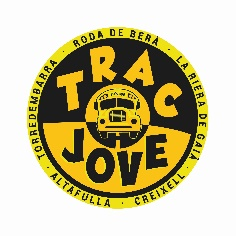 TORREDEMBARRA · RODA DE BERÀ · LA RIERA DE GAIÀ · CREIXELL · ALTAFULLA ·
TRAC
JOVE